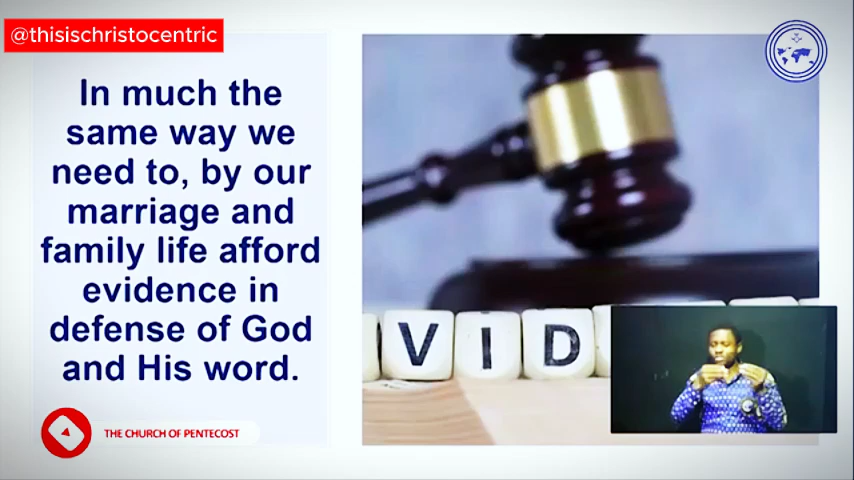 @thisischristocentric
In much the
same way we
need to, by our
marriage and
family life afford
evidence in
defense of God
and His word.
VID
THE CHURCH OF PENTECOST